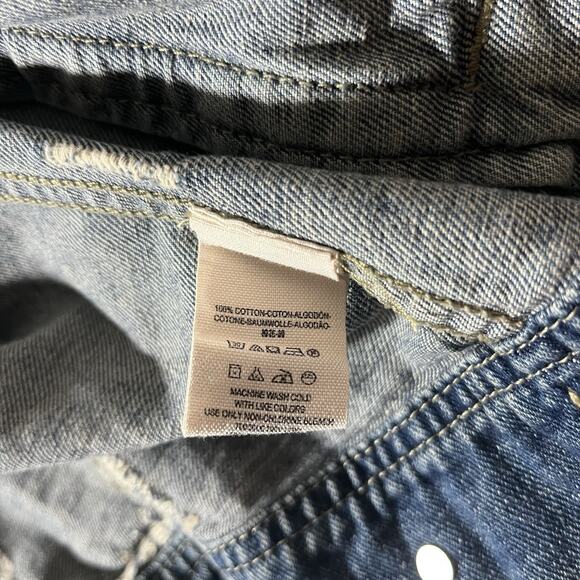 100% COTTON-COTON-ALGODÓN-
COTONE-BAUMWOLLE-ALGODÃO-
MACHINE WASH COLD
WITH LIKE COLORS
USE ONLY NON-CHLORINE BLEACH